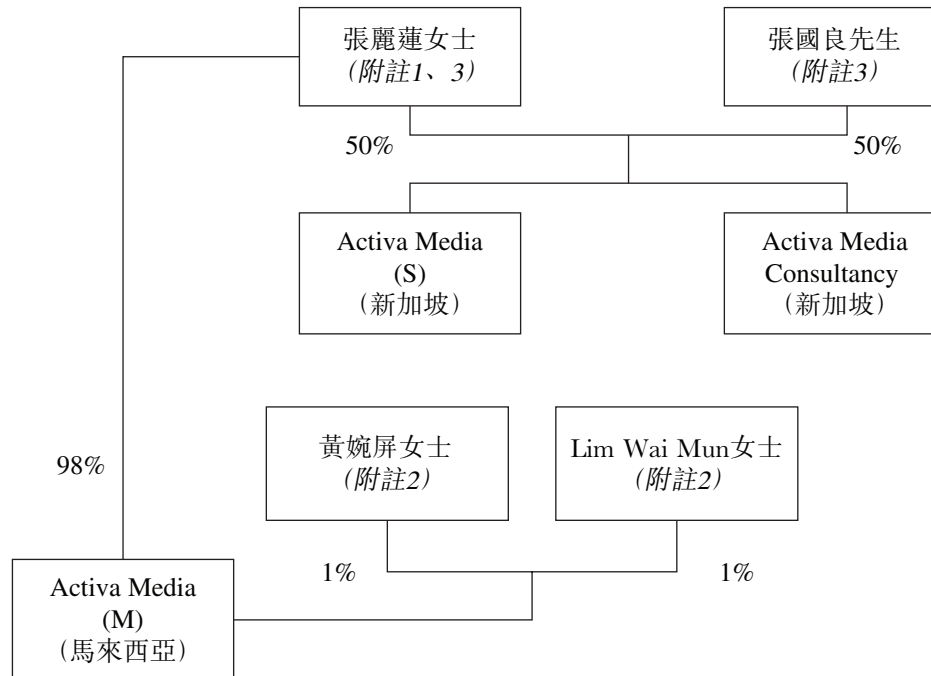 張麗蓮女士
(附註1、3)
張國良先生
(附註3)
50%
50%
Activa Media
(S)
(新加坡)
Activa Media
Consultancy
(新加坡)
98%
黃婉屏女士
(附註2)
Lim Wai Mun女士
(附註2)
1%
1%
Activa Media
(M)
(馬來西亞)